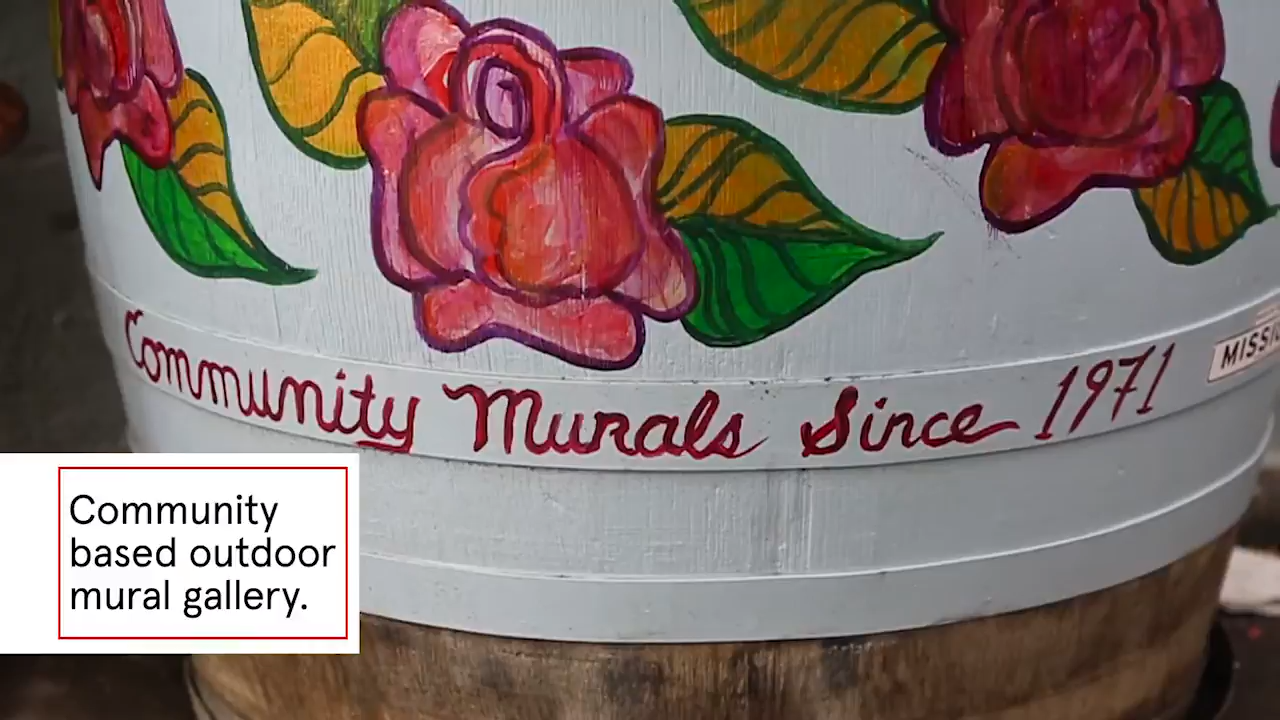 Community Murals Since 1971
Community
based outdoor
mural gallery.